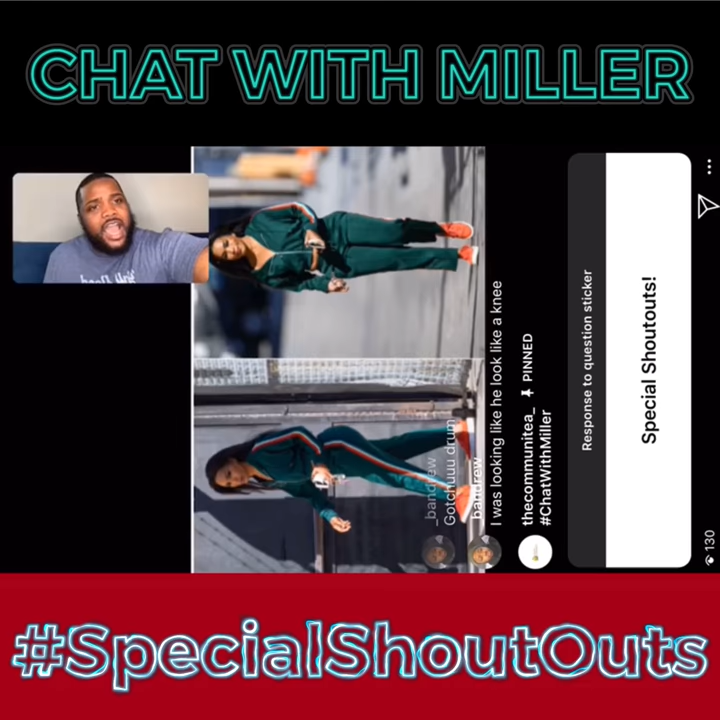 CHAT WITH MILLER
_bandrew
Gotchuuu drum
bandrew
I was looking like he look like a knee
thecommunitea_ PINNED
#ChatWithMiller
Response to question sticker
Special Shoutouts!
130
#SpecialShoutOuts